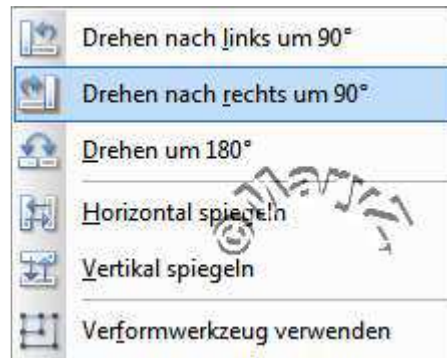 Drehen nach links um 90°
Drehen nach rechts um 90°
Drehen um 180°
Horizontal spiegeln
Vertikal spiegeln
Verformwerkzeug verwenden